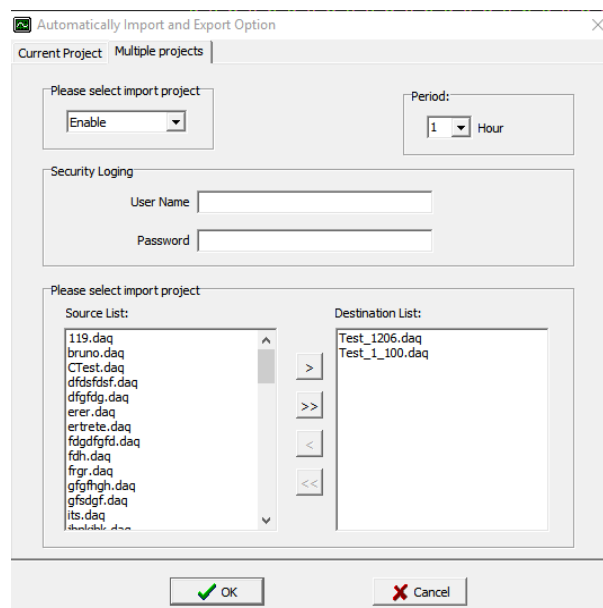 Automatically Import and Export Option
Current Project
Multiple projects
Please select import project
Enable
Period:
1
Hour
Security Loging
User Name
Password
Please select import project
Source List:
119.daq
bruno.daq
CTest.daq
dfdsfdsf.daq
dfgfdg.daq
erer.daq
ertrete.daq
fdgdfgfd.daq
fdh.daq
frgr.daq
gfgfhgh.daq
gfsdgf.daq
its.daq
>
>>
<
<<
Destination List:
Test_1206.daq
Test_1_100.daq
OK
Cancel